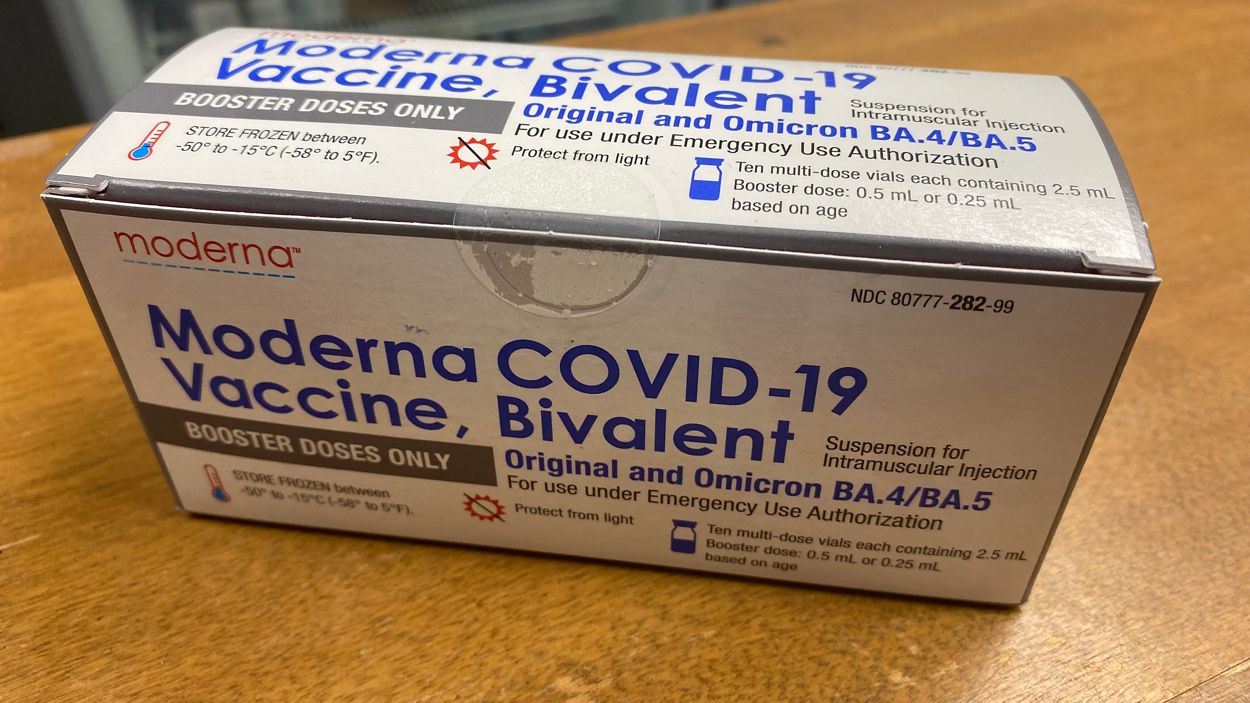 moderna
Moderna COVID-19
Vaccine, Bivalent
Suspension for
Intramuscular Injection
BOOSTER DOSES ONLY
Original and Omicron BA.4/BA.5
For use under Emergency Use Authorization
STORE FROZEN between
-50° to -15°C (-58° to 5°F).
Protect from light
Ten multi-dose vials each containing 2.5 mL
Booster dose: 0.5 mL or 0.25 mL
based on age
moderna™
NDC 80777-282-99
Moderna COVID-19
Vaccine, Bivalent
Suspension for
Intramuscular Injection
BOOSTER DOSES ONLY
Original and Omicron BA.4/BA.5
For use under Emergency Use Authorization
STORE FROZEN between
-50° to -15°C (-58° to 5°F).
Protect from light
Ten multi-dose vials each containing 2.5 mL
Booster dose: 0.5 mL or 0.25 mL
based on age